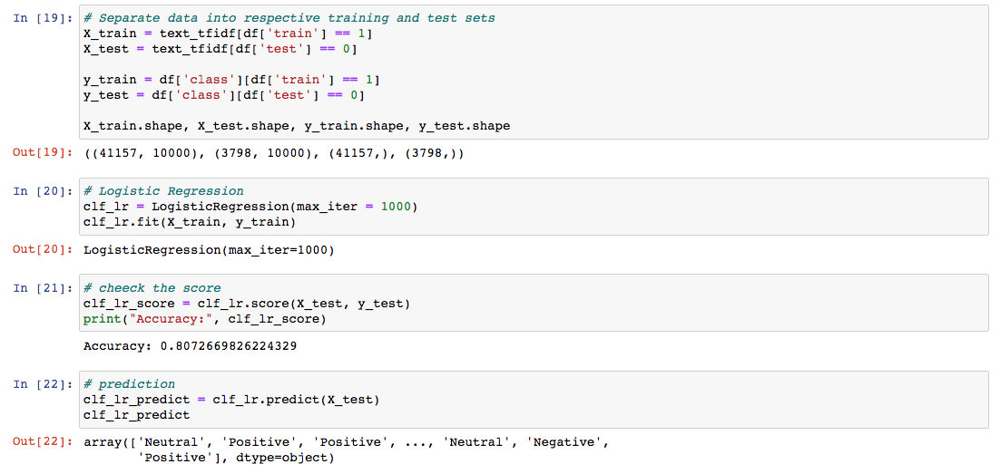 In [19]: # Separate data into respective training and test sets
X_train = text_tfidf[df['train'] == 1]
X_test = text_tfidf[df['test'] == 0]
y_train = df['class'][df['train'] == 1]
y_test = df['class'][df['test'] == 0]
X_train.shape, X_test.shape, y_train.shape, y_test.shape
Out[19]: ((41157, 10000), (3798, 10000), (41157,), (3798,))
In [20]: # Logistic Regression
clf_lr = LogisticRegression(max_iter = 1000)
clf_lr.fit(X_train, y_train)
Out[20]: LogisticRegression(max_iter=1000)
In [21]: # cheeck the score
clf_lr_score = clf_lr.score(X_test, y_test)
print("Accuracy:", clf_lr_score)
Accuracy: 0.8072669826224329
In [22]: # prediction
clf_lr_predict = clf_lr.predict(X_test)
clf_lr_predict
Out[22]: array(['Neutral', 'Positive', 'Positive', ..., 'Neutral', 'Negative',
'Positive'], dtype=object)